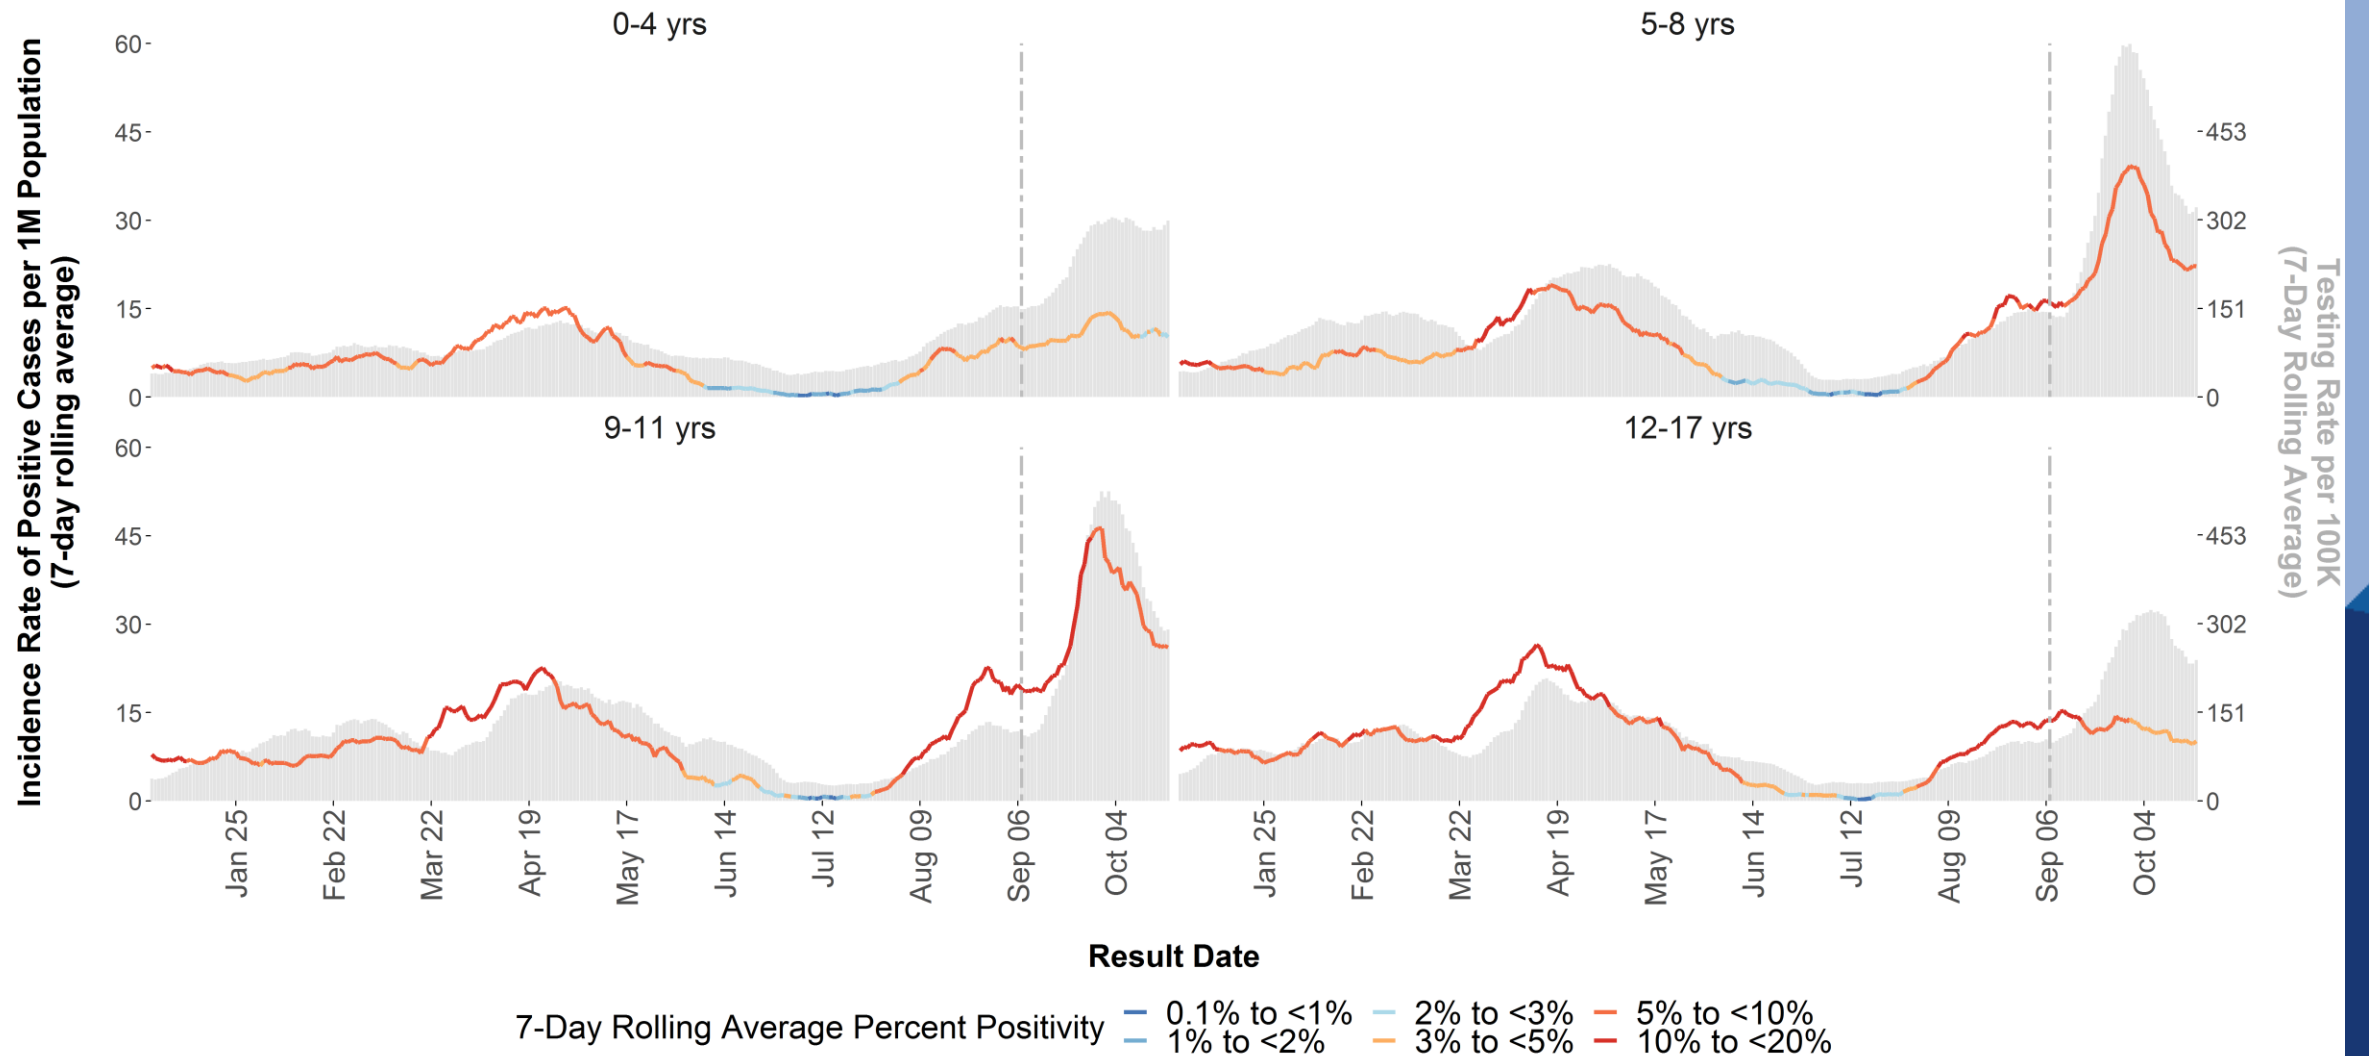 0-4 yrs
5-8 yrs
60
45
30
15
0
453
302
151
0
9-11 yrs
12-17 yrs
60
45
30
15
0
453
302
151
0
Incidence Rate of Positive Cases per 1M Population
(7-day rolling average)
Testing Rate per 100K
(7-Day Rolling Average)
Jan 25
Feb 22
Mar 22
Apr 19
May 17
Jun 14
Jul 12
Aug 09
Sep 06
Oct 04
Jan 25
Feb 22
Mar 22
Apr 19
May 17
Jun 14
Jul 12
Aug 09
Sep 06
Oct 04
Result Date
7-Day Rolling Average Percent Positivity
0.1% to <1%
2% to <3%
5% to <10%
1% to <2%
3% to <5%
10% to <20%